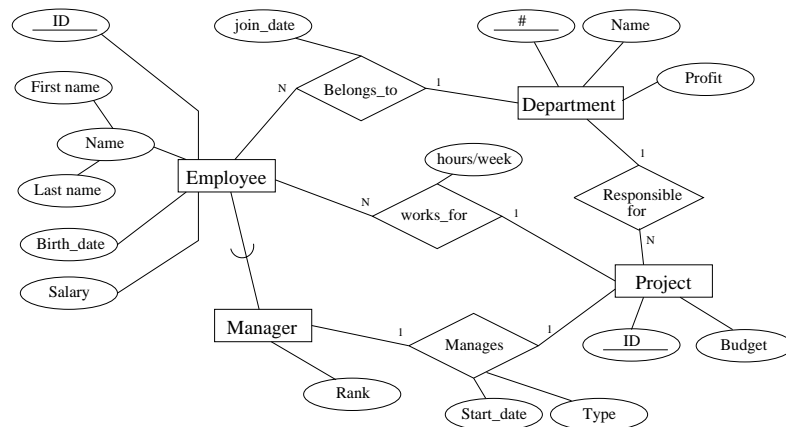 ID
join_date
#
Name
First name
Profit
N
Belongs_to
1
Department
Name
hours/week
1
Employee
Last name
N
works_for
1
Responsible
for
Birth_date
N
Salary
Project
Manager
1
Manages
1
ID
Budget
Rank
Start_date
Type